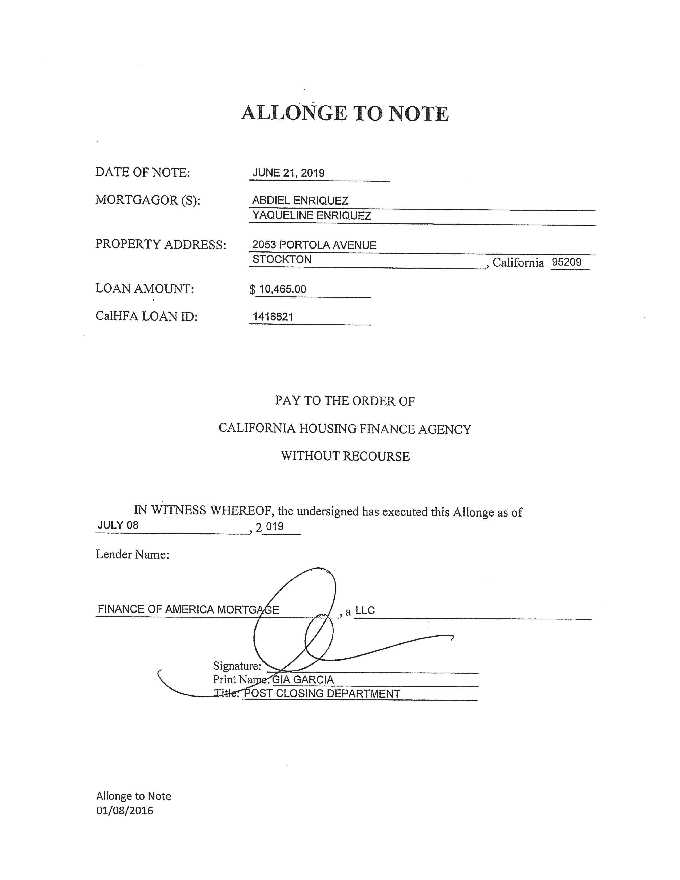 ALLONGE TO NOTE
DATE OF NOTE: JUNE 21, 2019
MORTGAGOR (S): ABDIEL ENRIQUEZ
YAQUELINE ENRIQUEZ
PROPERTY ADDRESS: 2053 PORTOLA AVENUE
STOCKTON , California 95209
LOAN AMOUNT: $ 10,465.00
CalHFA LOAN ID: 1418821
PAY TO THE ORDER OF
CALIFORNIA HOUSING FINANCE AGENCY
WITHOUT RECOURSE
IN WITNESS WHEREOF, the undersigned has executed this Allonge as of
JULY 08 , 2 019
Lender Name:
FINANCE OF AMERICA MORTGAGE , a LLC
Signature:
Print Name: GIA GARCIA
Title: POST CLOSING DEPARTMENT
Allonge to Note
01/08/2016